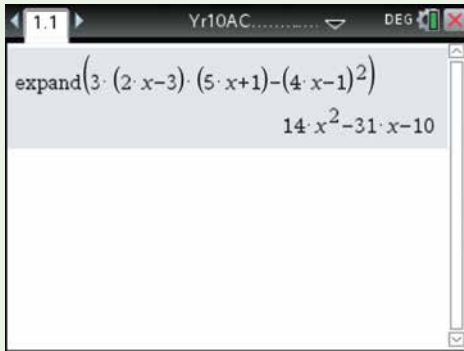 1.1 Yr10AC............... DEG
expand(3· (2· x−3)· (5· x+1)−(4· x−1)²)
14· x²−31· x−10